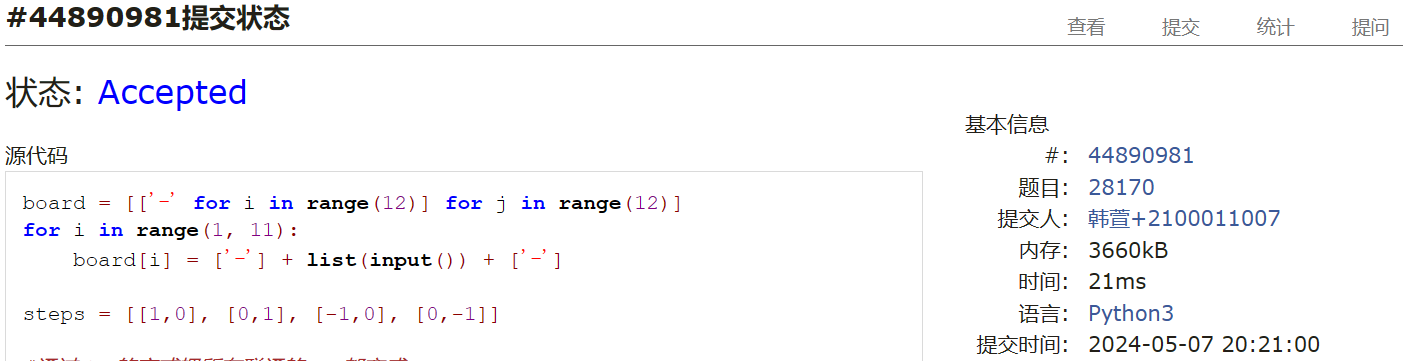 #44890981提交状态
查看 提交 统计 提问
状态: Accepted
源代码
board = [['-' for i in range(12)] for j in range(12)]
for i in range(1, 11):
    board[i] = ['-'] + list(input()) + ['-']
steps = [[1,0], [0,1], [-1,0], [0,-1]]
基本信息
#: 44890981
题目: 28170
提交人: 韩萱+2100011007
内存: 3660kB
时间: 21ms
语言: Python3
提交时间: 2024-05-07 20:21:00